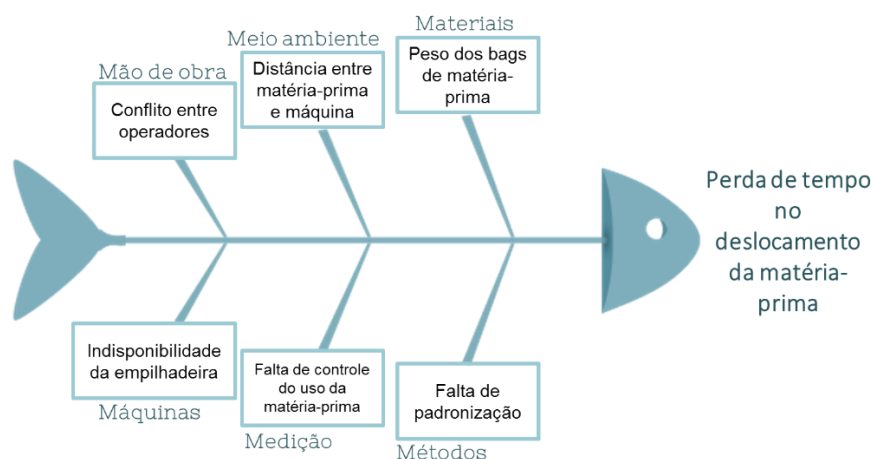 Mão de obra
Conflito entre
operadores
Meio ambiente
Distância entre
matéria-prima
e máquina
Materiais
Peso dos bags
de matéria-
prima
Perda de tempo
no
deslocamento
da matéria-
prima
Indisponibilidade
da empilhadeira
Máquinas
Falta de controle
do uso da
matéria-prima
Medição
Falta de
padronização
Métodos